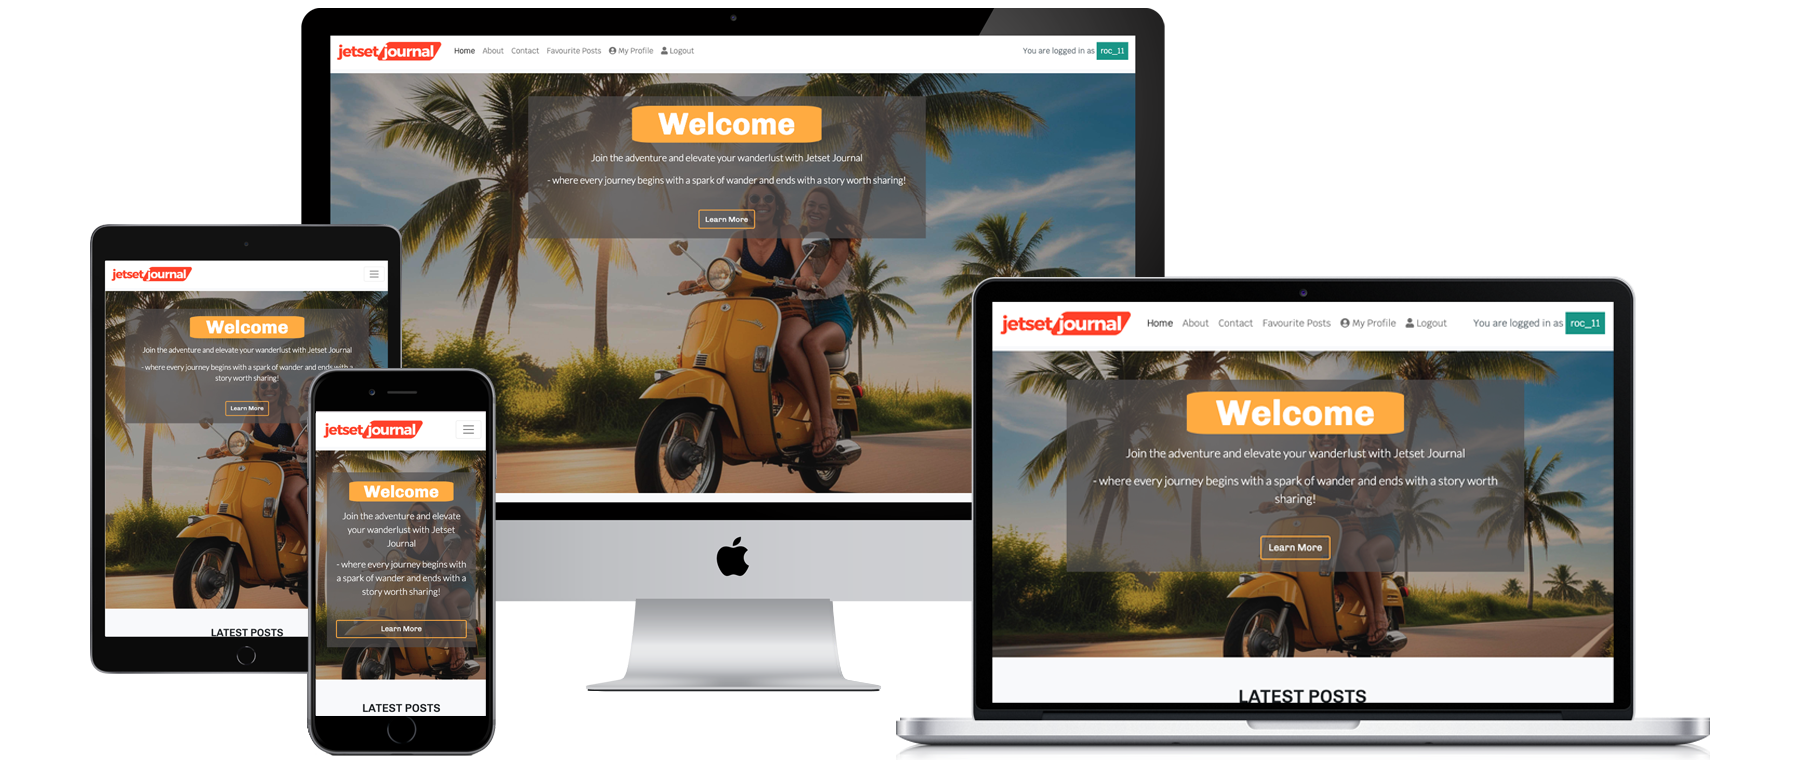 jetset journal
Home About Contact Favourite Posts My Profile Logout
You are logged in as roc_11
Welcome
Join the adventure and elevate your wanderlust with Jetset Journal
- where every journey begins with a spark of wander and ends with a story worth sharing!
Learn More
jetset journal
Welcome
Join the adventure and elevate your wanderlust with Jetset Journal
- where every journey begins with a spark of wander and ends with a
story worth sharing!
Learn More
LATEST POSTS
jetset journal
Welcome
Join the adventure and elevate
your wanderlust with Jetset
Journal
- where every journey begins with
a spark of wander and ends with a
story worth sharing!
Learn More
LATEST POSTS
jetset journal
Home About Contact Favourite Posts My Profile Logout
You are logged in as roc_11
Welcome
Join the adventure and elevate your wanderlust with Jetset Journal
- where every journey begins with a spark of wander and ends with a story worth
sharing!
Learn More
LATEST POSTS